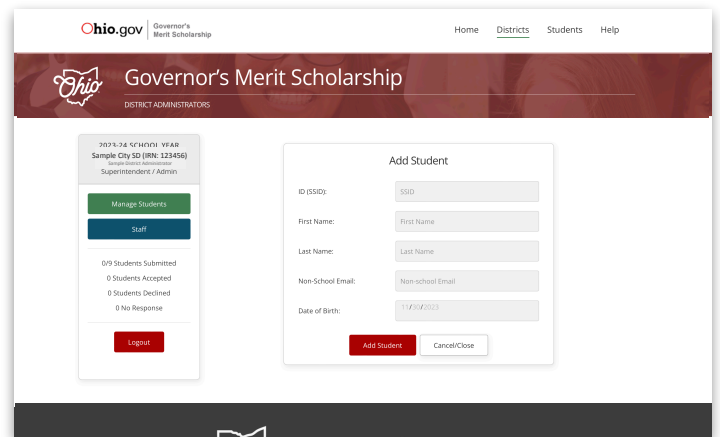 Ohio.gov
Governor's
Merit Scholarship
Home Districts Students Help
Ohio
Governor's Merit Scholarship
DISTRICT ADMINISTRATORS
2023-24 SCHOOL YEAR
Sample City SD (IRN: 123456)
Sample District Administrator
Superintendent / Admin
Manage Students
Staff
0/9 Students Submitted
0 Students Accepted
0 Students Declined
0 No Response
Logout
Add Student
ID (SSID): SSID
First Name: First Name
Last Name: Last Name
Non-School Email: Non-school Email
Date of Birth: 11/30/2023
Add Student Cancel/Close